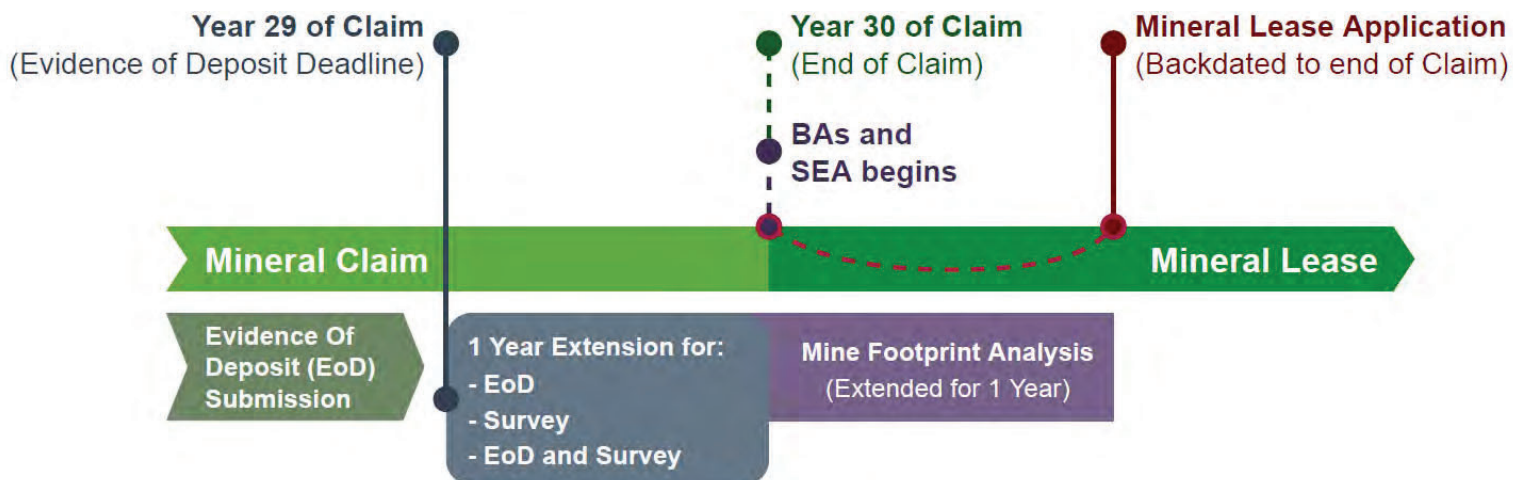 Year 29 of Claim
(Evidence of Deposit Deadline)
Year 30 of Claim
(End of Claim)
Mineral Lease Application
(Backdated to end of Claim)
BAs and
SEA begins
Mineral Claim
Mineral Lease
Evidence Of
Deposit (EoD)
Submission
1 Year Extension for:
- EoD
- Survey
- EoD and Survey
Mine Footprint Analysis
(Extended for 1 Year)